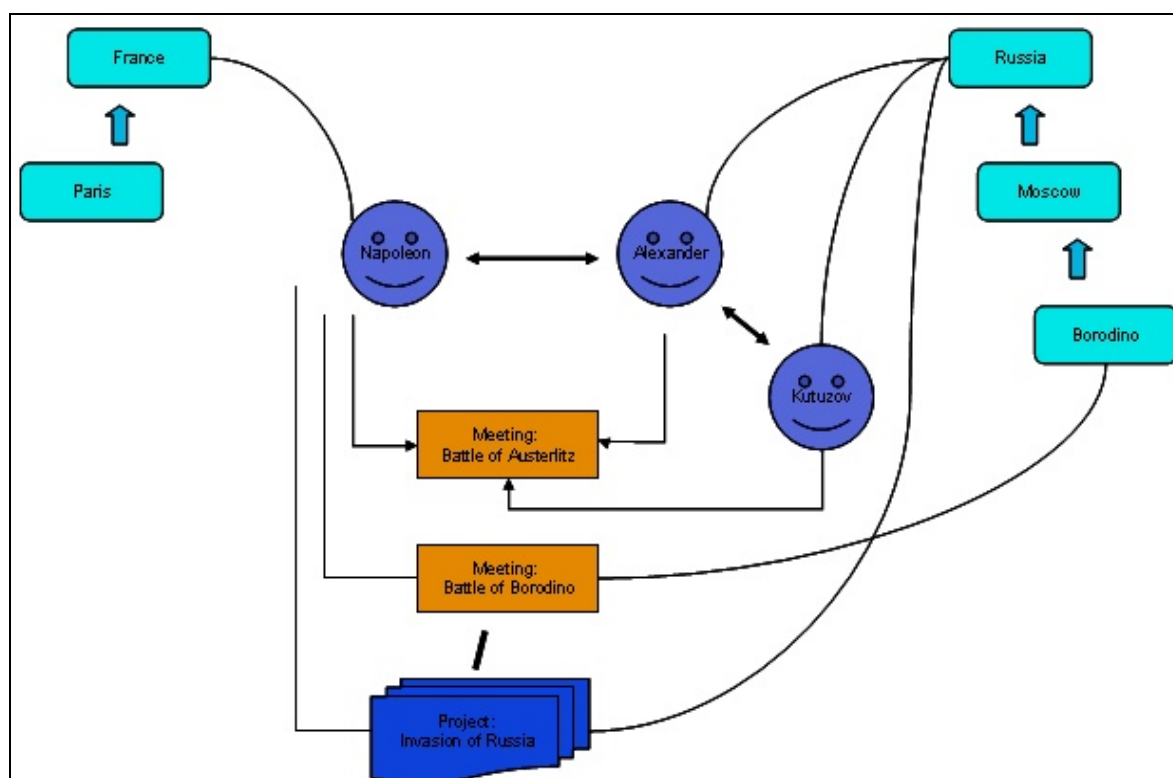 France
Russia
Paris
Moscow
Napoleon
Alexander
Borodino
Kutuzov
Meeting:
Battle of Austerlitz
Meeting:
Battle of Borodino
Project:
Invasion of Russia